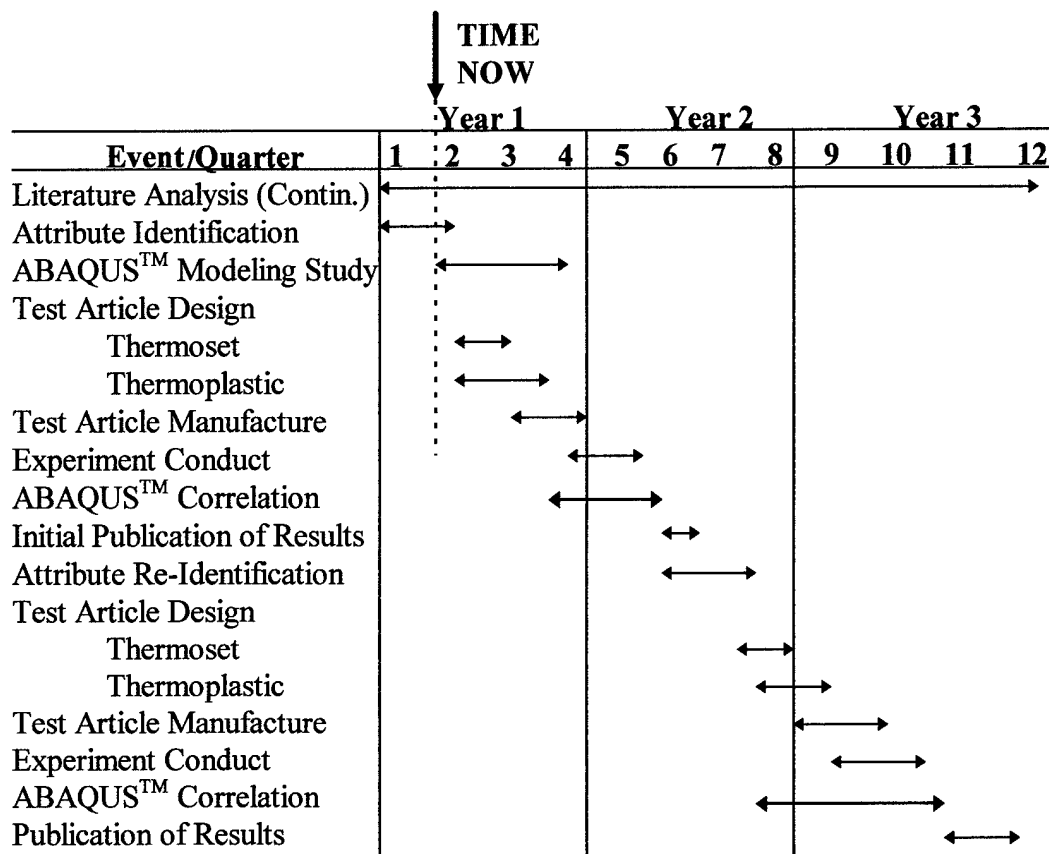 TIME
NOW
Year 1 Year 2 Year 3
Event/Quarter 1 2 3 4 5 6 7 8 9 10 11 12
Literature Analysis (Contin.)
Attribute Identification
ABAQUS™ Modeling Study
Test Article Design
Thermoset
Thermoplastic
Test Article Manufacture
Experiment Conduct
ABAQUS™ Correlation
Initial Publication of Results
Attribute Re-Identification
Test Article Design
Thermoset
Thermoplastic
Test Article Manufacture
Experiment Conduct
ABAQUS™ Correlation
Publication of Results